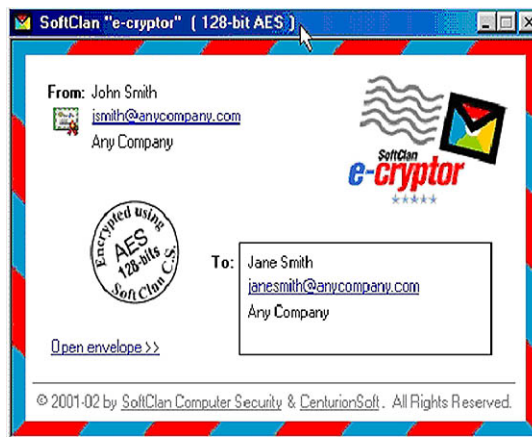 SoftClan "e-cryptor" ( 128-bit AES )
From: John Smith
jsmith@anycompany.com
Any Company
SoftClan
e-cryptor
Encrypted using
AES
128-bits
SoftClan C.S.
To: Jane Smith
janesmith@anycompany.com
Any Company
Open envelope >>
© 2001-02 by SoftClan Computer Security & CenturionSoft. All Rights Reserved.